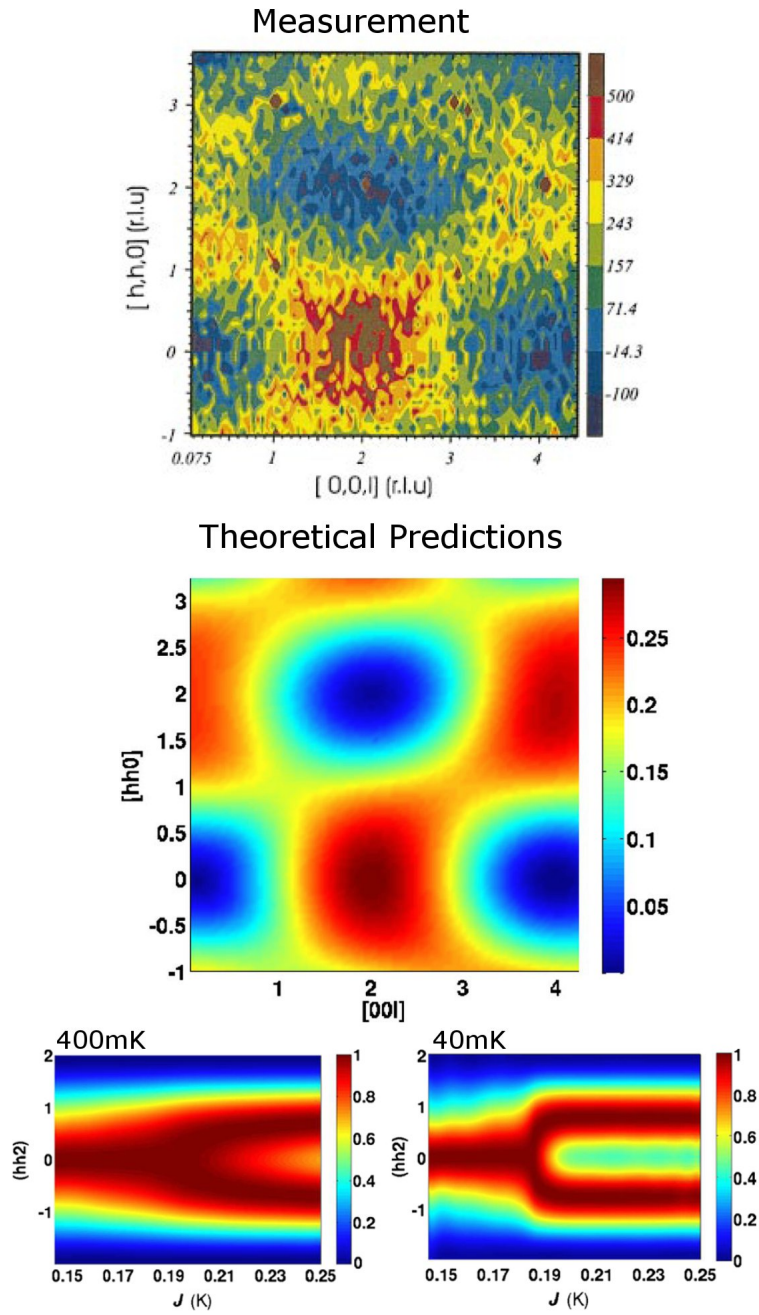 Measurement
3
2
1
0
-1
[ h,h,0] (r.l.u)
0.075 1 2 3 4
[ 0,0,l] (r.l.u)
500
414
329
243
157
71.4
-14.3
-100
Theoretical Predictions
3
2.5
2
1.5
1
0.5
0
-0.5
-1
[hh0]
1 2 3 4
[00l]
0.25
0.2
0.15
0.1
0.05
400mK
2
1
0
-1
(hh2)
0.15 0.17 0.19 0.21 0.23 0.25
J (K)
1
0.8
0.6
0.4
0.2
0
40mK
2
1
0
-1
(hh2)
0.15 0.17 0.19 0.21 0.23 0.25
J (K)
1
0.8
0.6
0.4
0.2
0